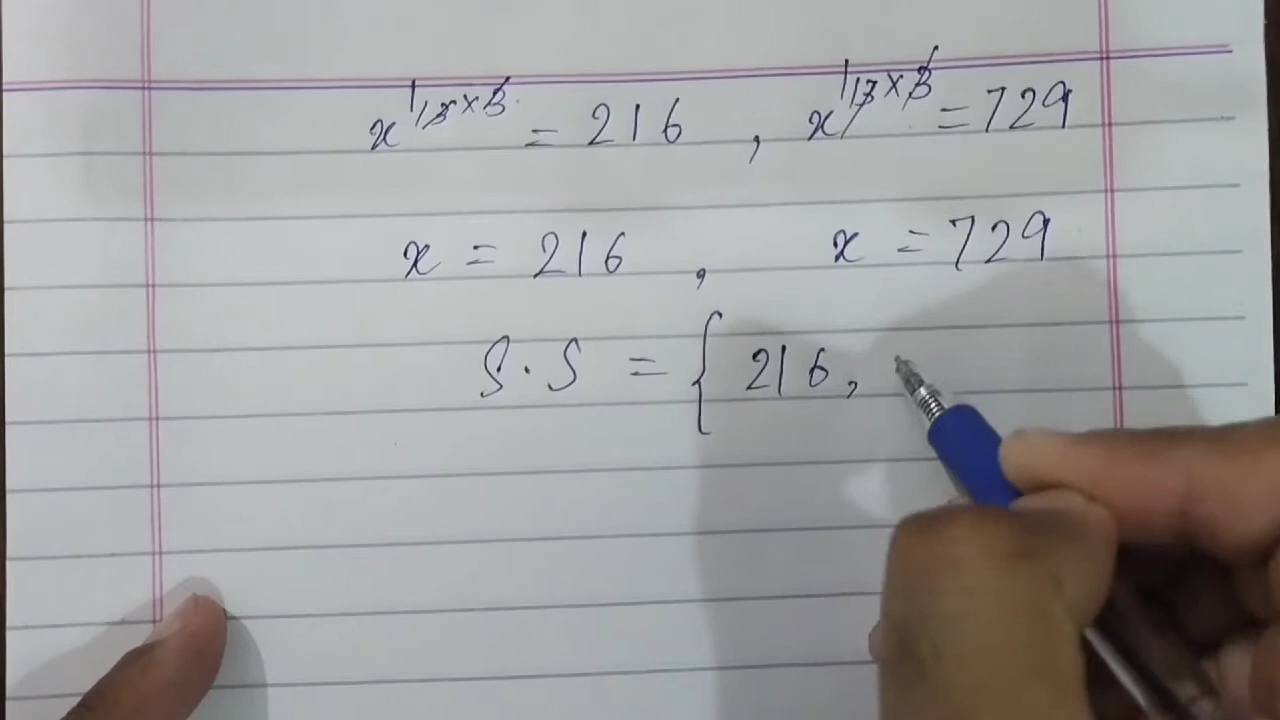 x^{1/3×3} = 216 , x^{1/3×3} = 729
x = 216 , x = 729
S.S = { 216,